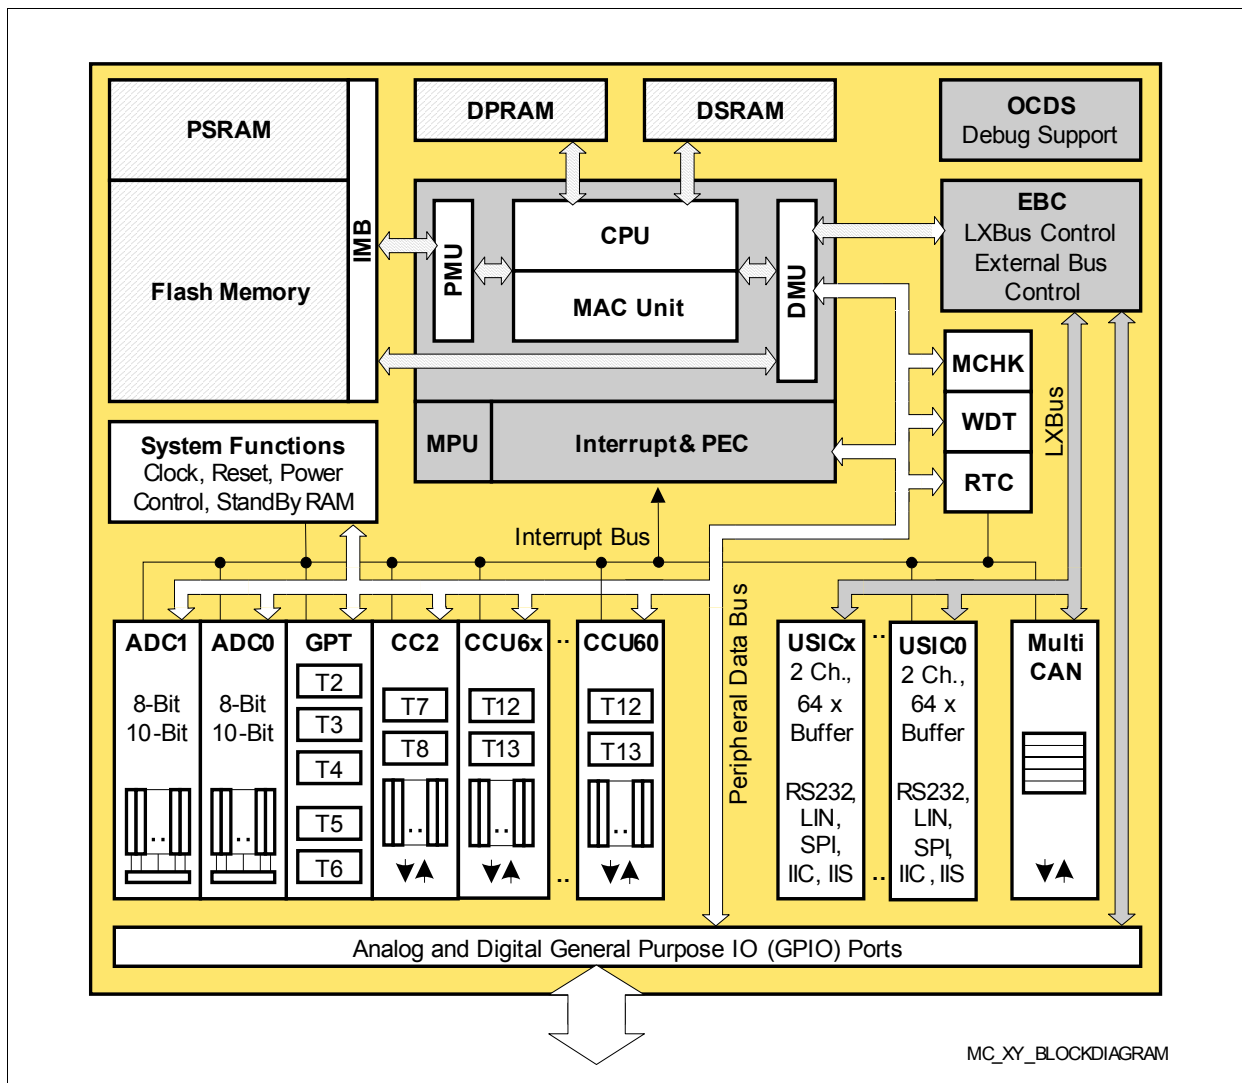 PSRAM
Flash Memory
IMB
DPRAM
DSRAM
OCDS
Debug Support
EBC
LXBus Control
External Bus
Control
PMU
CPU
MAC Unit
DMU
MPU
Interrupt & PEC
MCHK
WDT
RTC
LXBus
System Functions
Clock, Reset, Power
Control, StandBy RAM
Interrupt Bus
Peripheral Data Bus
ADC1
8-Bit
10-Bit
..
ADC0
8-Bit
10-Bit
..
GPT
T2
T3
T4
T5
T6
CC2
T7
T8
..
CCU6x
T12
T13
..
..
..
CCU60
T12
T13
..
USICx
2 Ch.,
64 x
Buffer
RS232,
LIN,
SPI,
IIC, IIS
..
..
USIC0
2 Ch.,
64 x
Buffer
RS232,
LIN,
SPI,
IIC, IIS
Multi
CAN
Analog and Digital General Purpose IO (GPIO) Ports
MC_XY_BLOCKDIAGRAM